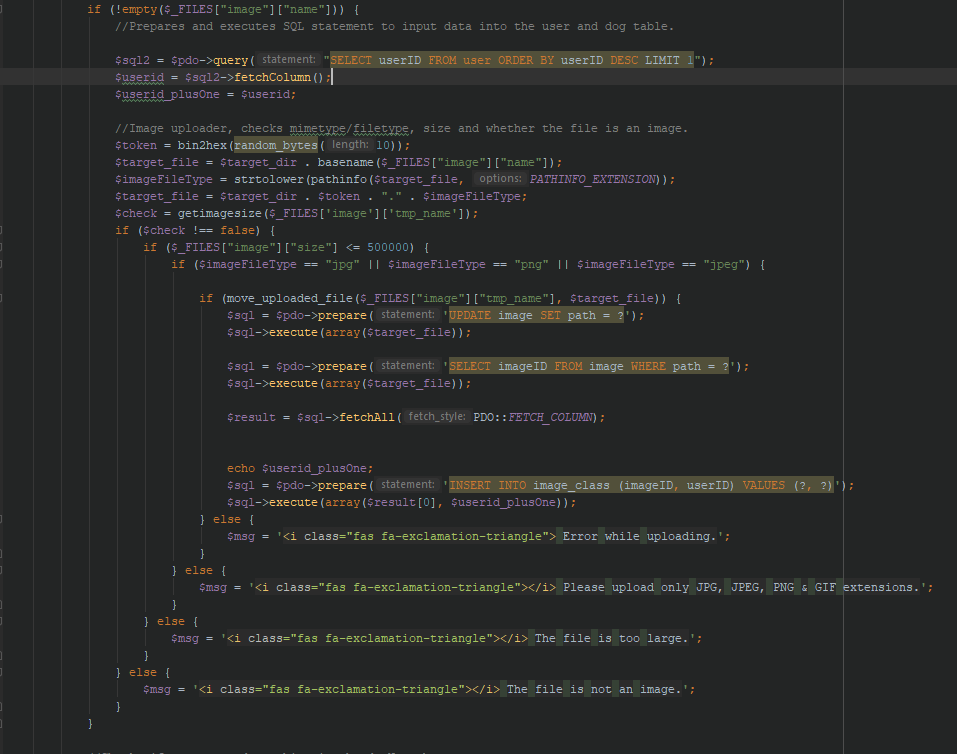 if (!empty($_FILES["image"]["name"])) {
//Prepares and executes SQL statement to input data into the user and dog table.
$sql2 = $pdo->query( statement: "SELECT userID FROM user ORDER BY userID DESC LIMIT 1");
$userid = $sql2->fetchColumn();
$userid_plusOne = $userid;
//Image uploader, checks mimetype/filetype, size and whether the file is an image.
$token = bin2hex(random_bytes( length: 10));
$target_file = $target_dir . basename($_FILES["image"]["name"]);
$imageFileType = strtolower(pathinfo($target_file, options: PATHINFO_EXTENSION));
$target_file = $target_dir . $token . "." . $imageFileType;
$check = getimagesize($_FILES['image']['tmp_name']);
if ($check !== false) {
if ($_FILES["image"]["size"] <= 500000) {
if ($imageFileType == "jpg" || $imageFileType == "png" || $imageFileType == "jpeg") {
if (move_uploaded_file($_FILES["image"]["tmp_name"], $target_file)) {
$sql = $pdo->prepare( statement: 'UPDATE image SET path = ?');
$sql->execute(array($target_file));
$sql = $pdo->prepare( statement: 'SELECT imageID FROM image WHERE path = ?');
$sql->execute(array($target_file));
$result = $sql->fetchAll( fetch_style: PDO::FETCH_COLUMN);
echo $userid_plusOne;
$sql = $pdo->prepare( statement: 'INSERT INTO image_class (imageID, userID) VALUES (?, ?)');
$sql->execute(array($result[0], $userid_plusOne));
} else {
$msg = '<i class="fas fa-exclamation-triangle"> Error while uploading.';
}
} else {
$msg = '<i class="fas fa-exclamation-triangle"></i> Please upload only JPG, JPEG, PNG & GIF extensions.';
}
} else {
$msg = '<i class="fas fa-exclamation-triangle"></i> The file is too large.';
}
} else {
$msg = '<i class="fas fa-exclamation-triangle"></i> The file is not an image.';
}
}